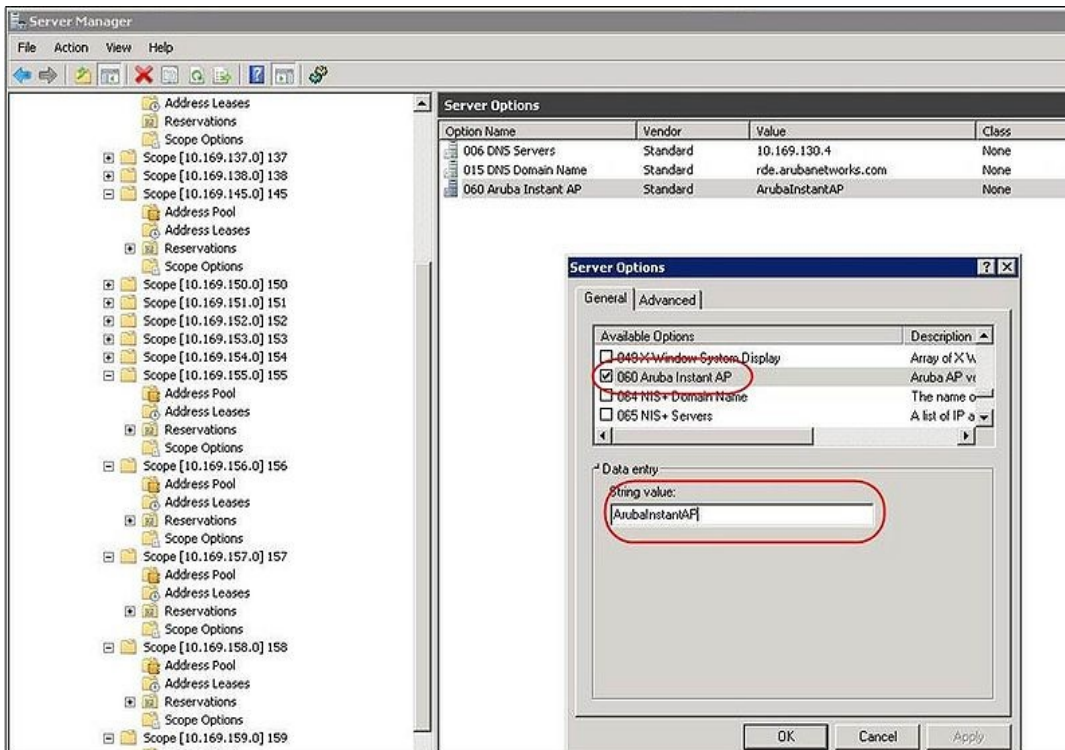 Server Manager
File Action View Help
Address Leases
Reservations
Scope Options
Scope [10.169.137.0] 137
Scope [10.169.138.0] 138
Scope [10.169.145.0] 145
Address Pool
Address Leases
Reservations
Scope Options
Scope [10.169.150.0] 150
Scope [10.169.151.0] 151
Scope [10.169.152.0] 152
Scope [10.169.153.0] 153
Scope [10.169.154.0] 154
Scope [10.169.155.0] 155
Address Pool
Address Leases
Reservations
Scope Options
Scope [10.169.156.0] 156
Address Pool
Address Leases
Reservations
Scope Options
Scope [10.169.157.0] 157
Address Pool
Address Leases
Reservations
Scope Options
Scope [10.169.158.0] 158
Address Pool
Address Leases
Reservations
Scope Options
Scope [10.169.159.0] 159
Server Options
Option Name Vendor Value Class
006 DNS Servers Standard 10.169.130.4 None
015 DNS Domain Name Standard rde.arubanetworks.com None
060 Aruba Instant AP Standard ArubaInstantAP None
Server Options
General Advanced
Available Options Description
049 X Window System Display Array of X W
060 Aruba Instant AP Aruba AP ve
064 NIS+ Domain Name The name o
065 NIS+ Servers A list of IP a
Data entry
String value:
ArubaInstantAP
OK Cancel Apply